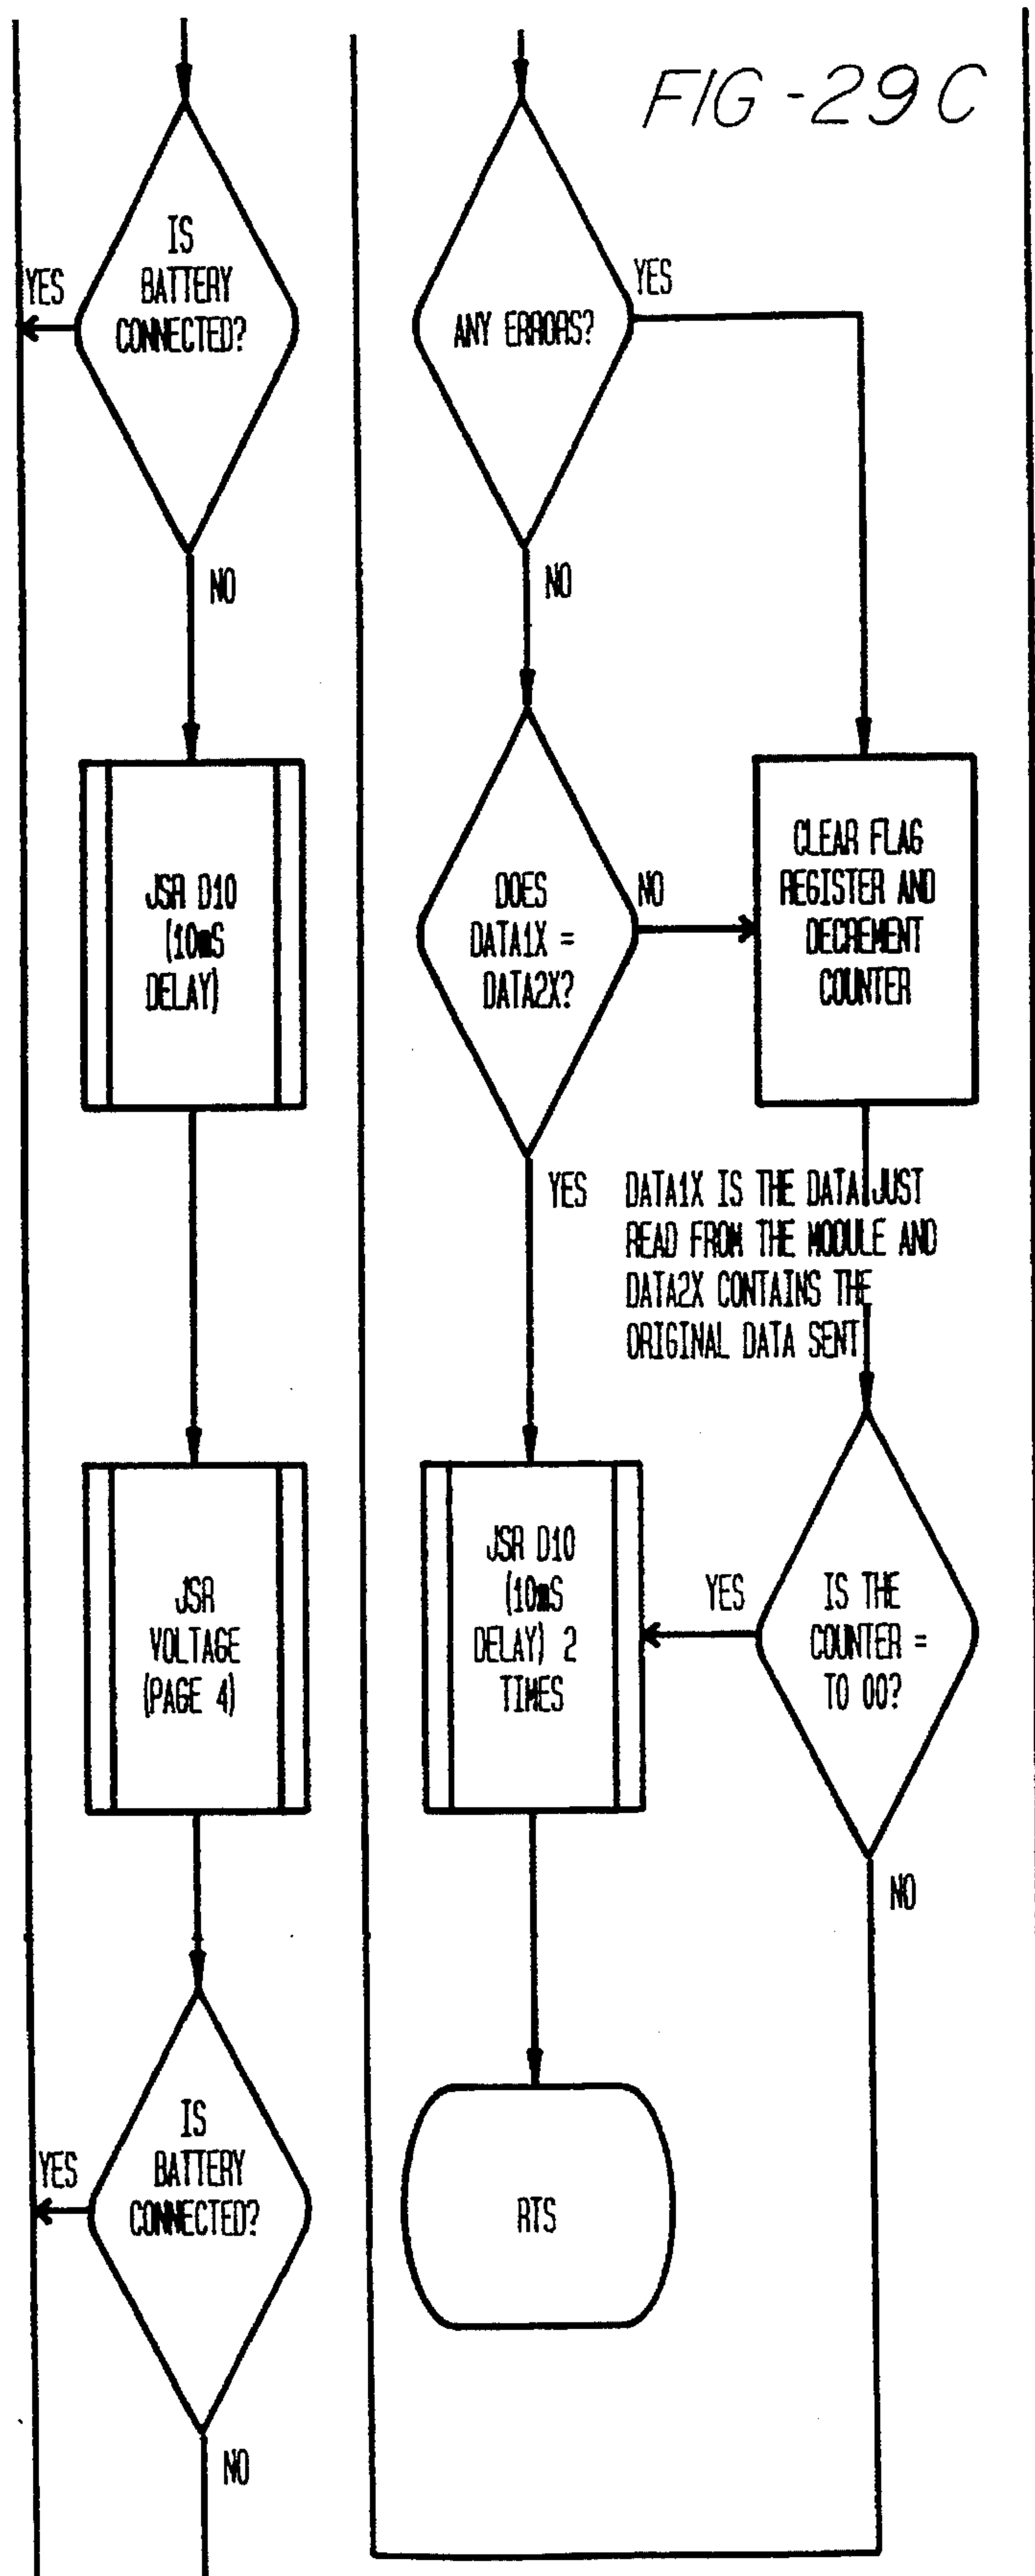 FIG-29C
IS
BATTERY
CONNECTED?
YES
NO
JSR D10
(10mS
DELAY)
JSR
VOLTAGE
(PAGE 4)
IS
BATTERY
CONNECTED?
YES
NO
ANY ERRORS?
YES
NO
DOES
DATA1X =
DATA2X?
NO
YES
CLEAR FLAG
REGISTER AND
DECREMENT
COUNTER
DATA1X IS THE DATA JUST
READ FROM THE MODULE AND
DATA2X CONTAINS THE
ORIGINAL DATA SENT
JSR D10
(10mS
DELAY) 2
TIMES
YES
IS THE
COUNTER =
TO 00?
NO
RTS